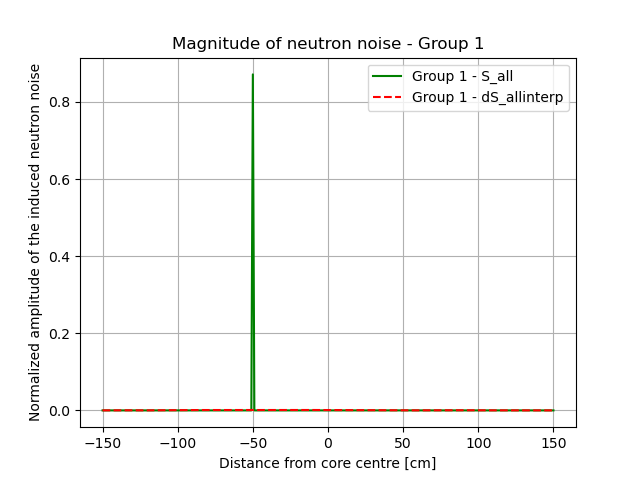 Magnitude of neutron noise - Group 1
Normalized amplitude of the induced neutron noise
Group 1 - S_all
Group 1 - dS_allinterp
0.8
0.6
0.4
0.2
0.0
−150
−100
−50
0
50
100
150
Distance from core centre [cm]